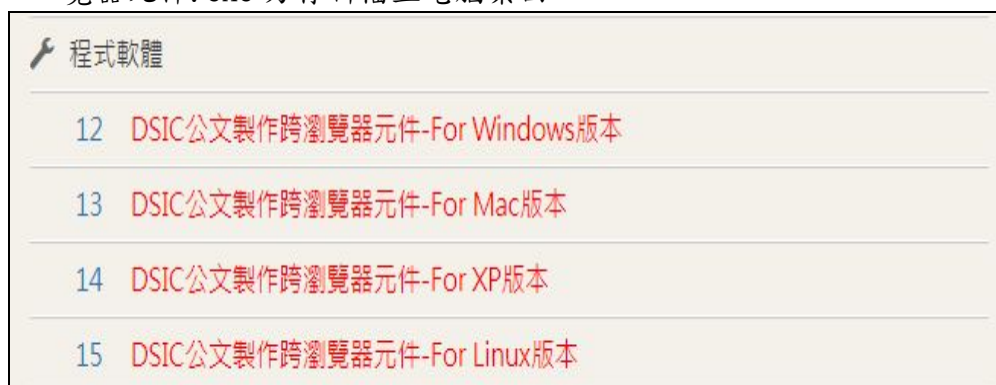 程式軟體
12 DSIC公文製作跨瀏覽器元件-For Windows版本
13 DSIC公文製作跨瀏覽器元件-For Mac版本
14 DSIC公文製作跨瀏覽器元件-For XP版本
15 DSIC公文製作跨瀏覽器元件-For Linux版本